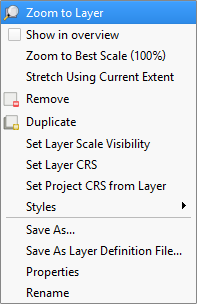 Zoom to Layer
Show in overview
Zoom to Best Scale (100%)
Stretch Using Current Extent
Remove
Duplicate
Set Layer Scale Visibility
Set Layer CRS
Set Project CRS from Layer
Styles
Save As...
Save As Layer Definition File...
Properties
Rename